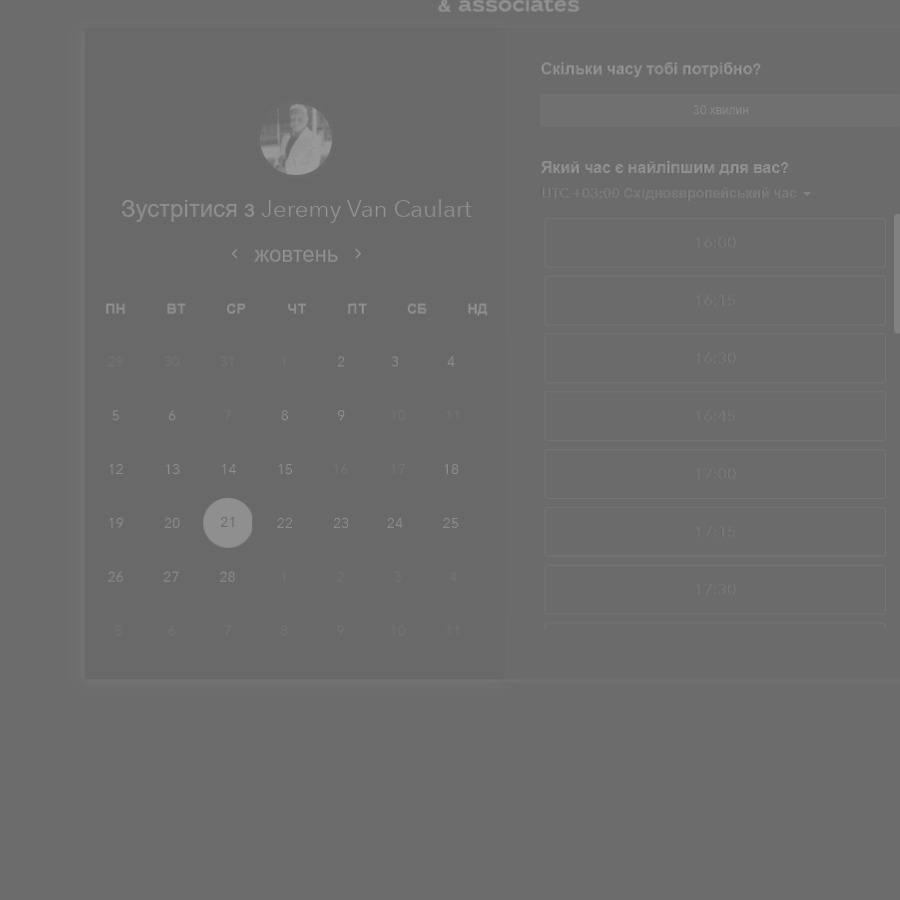 & associates
Зустрітися з Jeremy Van Caulart
жовтень
ПН ВТ СР ЧТ ПТ СБ НД
29 30 31 1 2 3 4
5 6 7 8 9 10 11
12 13 14 15 16 17 18
19 20 21 22 23 24 25
26 27 28 1 2 3 4
5 6 7 8 9 10 11
Скільки часу тобі потрібно?
30 хвилин
Який час є найліпшим для вас?
UTC +03:00 Східноєвропейський час
16:00
16:15
16:30
16:45
17:00
17:15
17:30